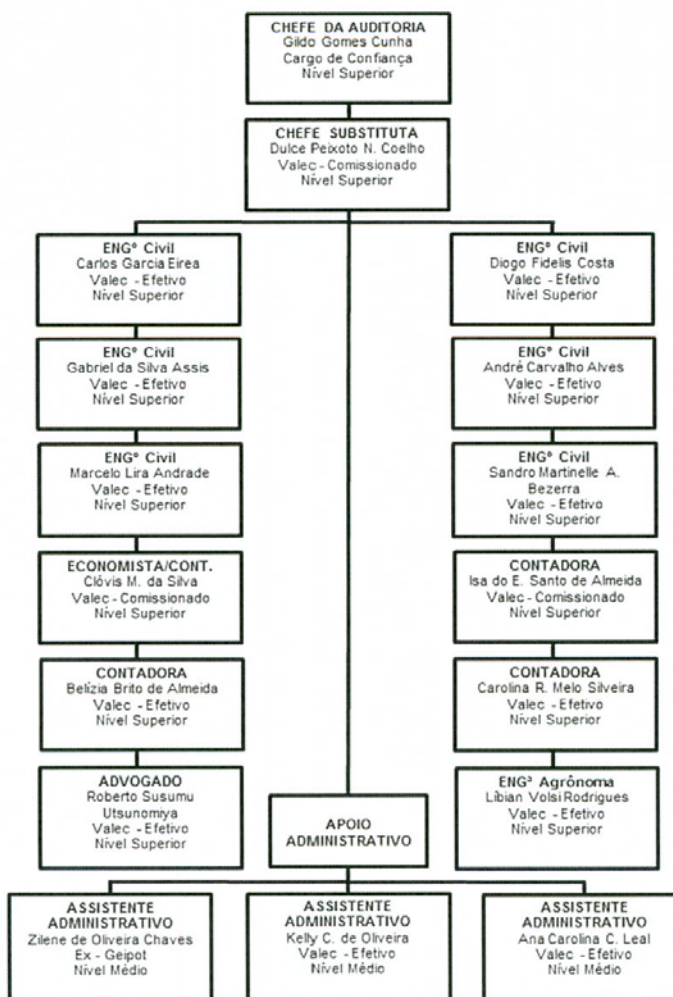 CHEFE DA AUDITORIA
Gildo Gomes Cunha
Cargo de Confiança
Nível Superior
CHEFE SUBSTITUTA
Dulce Peixoto N. Coelho
Valec - Comissionado
Nível Superior
ENGº Civil
Carlos Garcia Eirea
Valec - Efetivo
Nível Superior
ENGº Civil
Gabriel da Silva Assis
Valec - Efetivo
Nível Superior
ENGº Civil
Marcelo Lira Andrade
Valec - Efetivo
Nível Superior
ECONOMISTA/CONT.
Clóvis M. da Silva
Valec - Comissionado
Nível Superior
CONTADORA
Belízia Brito de Almeida
Valec - Efetivo
Nível Superior
ADVOGADO
Roberto Susumu
Utsunomiya
Valec - Efetivo
Nível Superior
ENGº Civil
Diogo Fidelis Costa
Valec - Efetivo
Nível Superior
ENGº Civil
André Carvalho Alves
Valec - Efetivo
Nível Superior
ENGº Civil
Sandro Martinelle A.
Bezerra
Valec - Efetivo
Nível Superior
CONTADORA
Isa do E. Santo de Almeida
Valec - Comissionado
Nível Superior
CONTADORA
Carolina R. Melo Silveira
Valec - Efetivo
Nível Superior
ENGª Agrônoma
Líbian Volsi Rodrigues
Valec - Efetivo
Nível Superior
APOIO
ADMINISTRATIVO
ASSISTENTE
ADMINISTRATIVO
Zilene de Oliveira Chaves
Ex - Geipot
Nível Médio
ASSISTENTE
ADMINISTRATIVO
Kelly C. de Oliveira
Valec - Efetivo
Nível Médio
ASSISTENTE
ADMINISTRATIVO
Ana Carolina C. Leal
Valec - Efetivo
Nível Médio